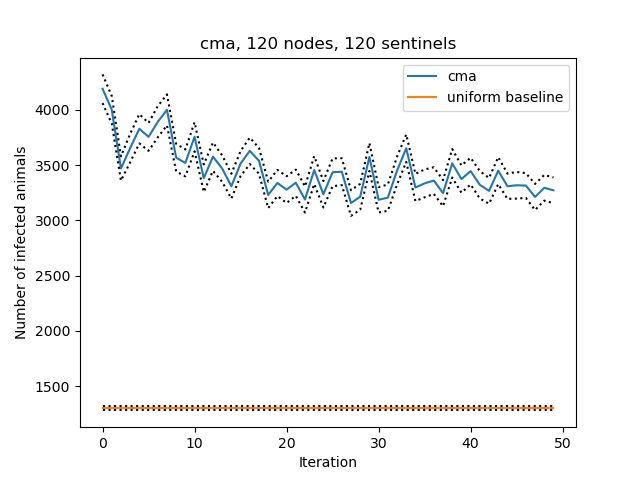 cma, 120 nodes, 120 sentinels
cma
uniform baseline
Number of infected animals
4000
3500
3000
2500
2000
1500
0 10 20 30 40 50
Iteration